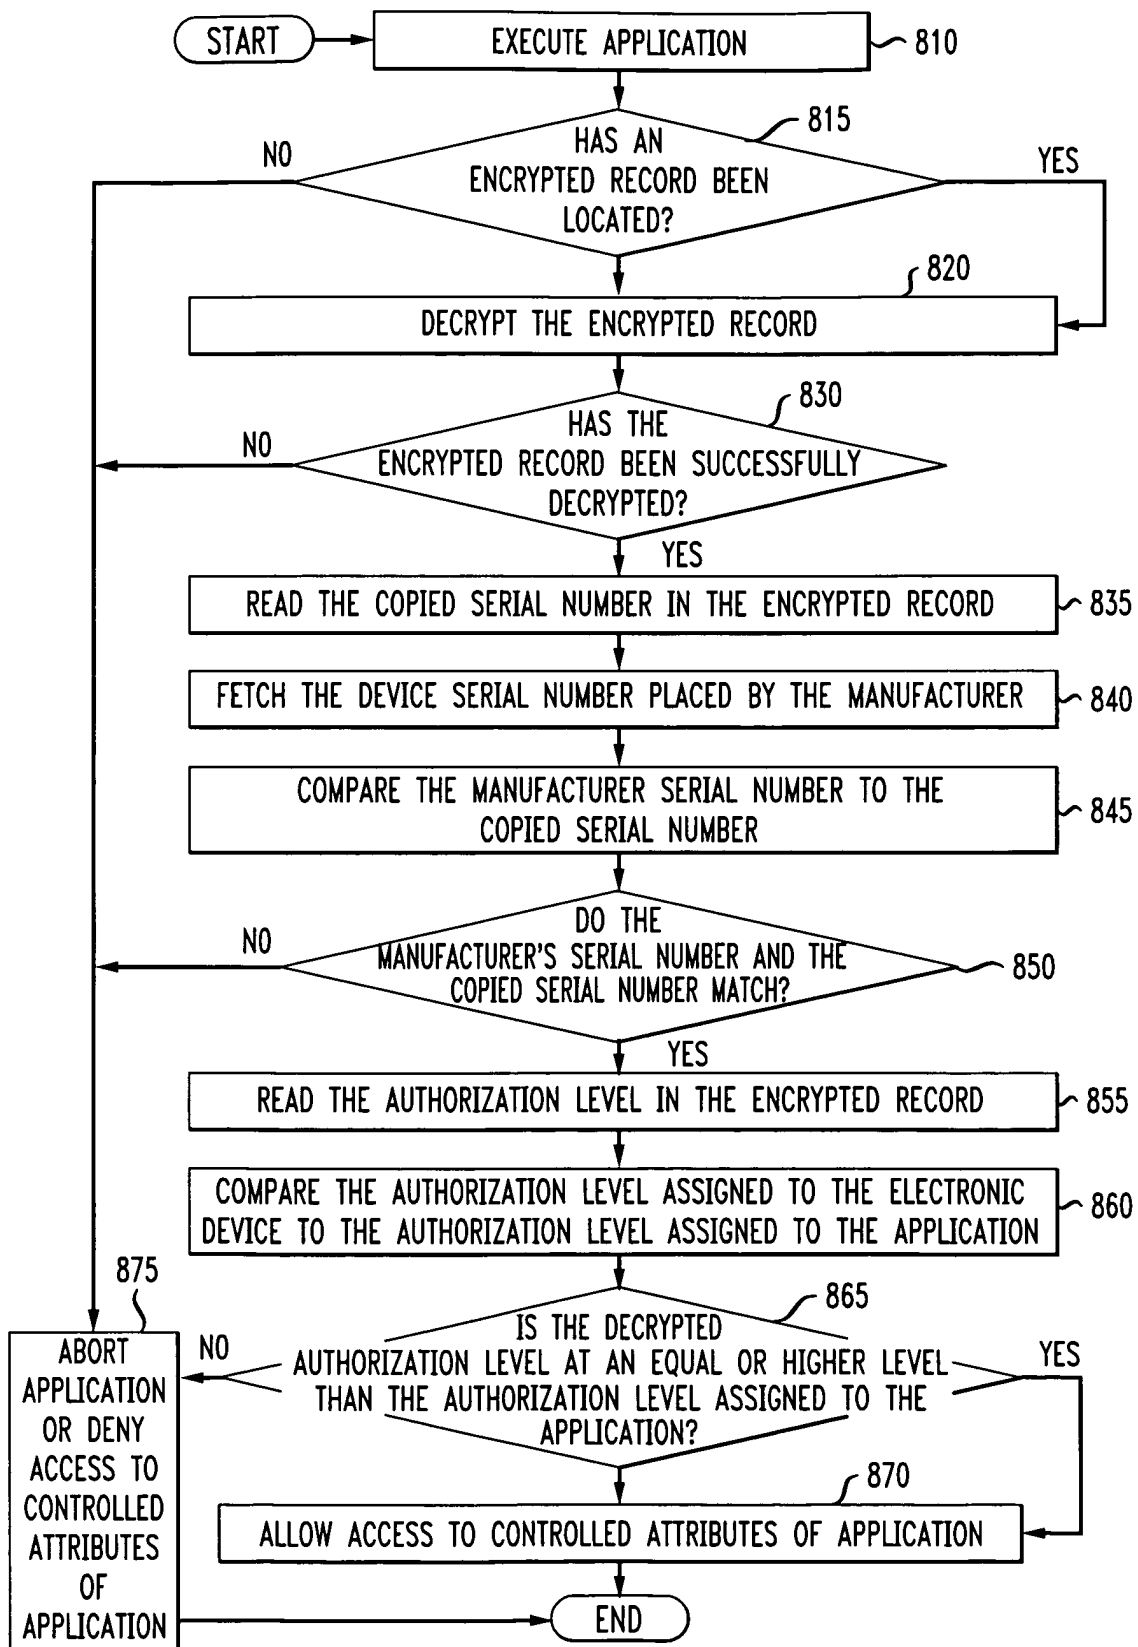 START
EXECUTE APPLICATION
810
815
HAS AN
ENCRYPTED RECORD BEEN
LOCATED?
NO
YES
820
DECRYPT THE ENCRYPTED RECORD
830
HAS THE
ENCRYPTED RECORD BEEN SUCCESSFULLY
DECRYPTED?
NO
YES
READ THE COPIED SERIAL NUMBER IN THE ENCRYPTED RECORD
835
FETCH THE DEVICE SERIAL NUMBER PLACED BY THE MANUFACTURER
840
COMPARE THE MANUFACTURER SERIAL NUMBER TO THE
COPIED SERIAL NUMBER
845
DO THE
MANUFACTURER'S SERIAL NUMBER AND THE
COPIED SERIAL NUMBER MATCH?
NO
850
YES
READ THE AUTHORIZATION LEVEL IN THE ENCRYPTED RECORD
855
COMPARE THE AUTHORIZATION LEVEL ASSIGNED TO THE ELECTRONIC
DEVICE TO THE AUTHORIZATION LEVEL ASSIGNED TO THE APPLICATION
860
865
IS THE DECRYPTED
AUTHORIZATION LEVEL AT AN EQUAL OR HIGHER LEVEL
THAN THE AUTHORIZATION LEVEL ASSIGNED TO THE
APPLICATION?
NO
YES
875
ABORT
APPLICATION
OR DENY
ACCESS TO
CONTROLLED
ATTRIBUTES
OF
APPLICATION
870
ALLOW ACCESS TO CONTROLLED ATTRIBUTES OF APPLICATION
END